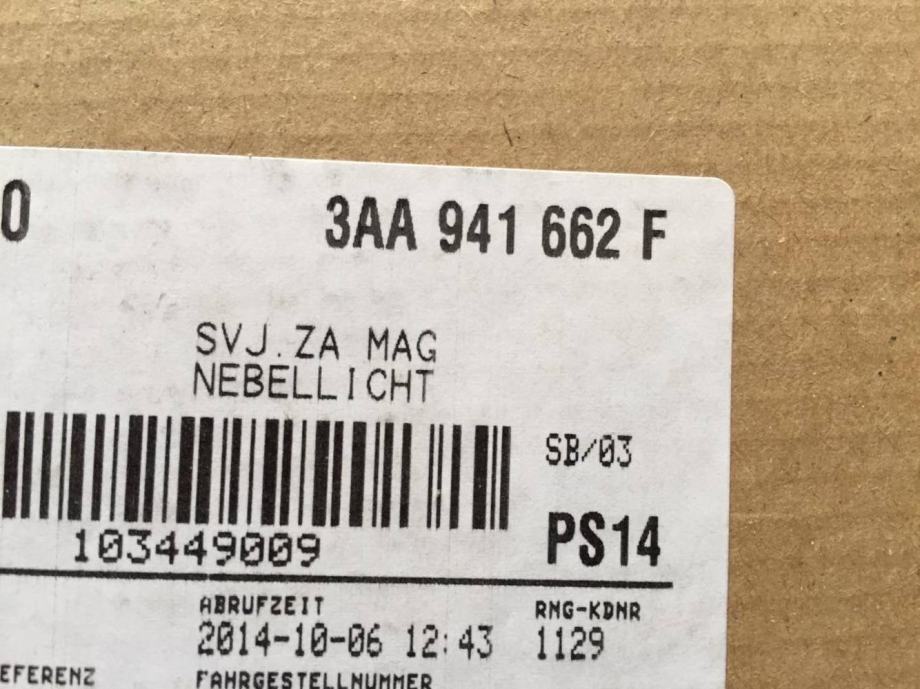 0 3AA 941 662 F
SVJ.ZA MAG
NEBELLICHT
SB/03
103449009
PS14
ABRUFZEIT RNG-KDNR
2014-10-06 12:43 1129
EFERENZ FAHRGESTELLNUMMER